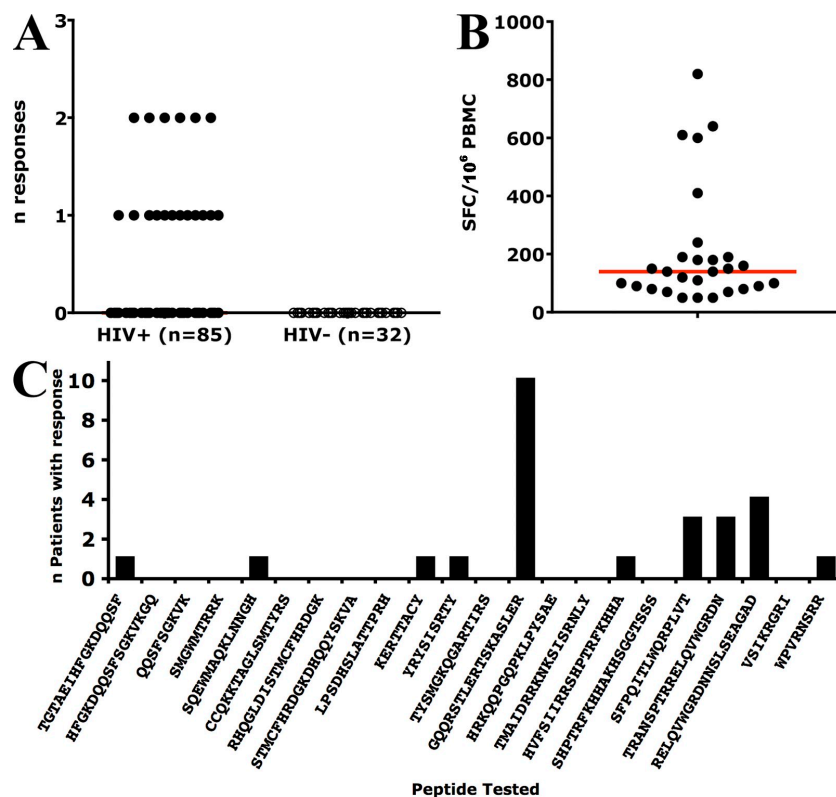 A
n responses
3
2
1
0
HIV+ (n=85)
HIV- (n=32)
B
SFC/10⁶ PBMC
1000
800
600
400
200
0
C
n Patients with response
10
8
6
4
2
0
TGTAEIHFGKDQQSF
HFGKDQQSFSGKVKGQ
QQSFSGKVK
SMGWMTRRK
SQEWMAQKLNNGH
CCQKKTAGLSMTYRS
RHQGLDISTMCFHRDGK
STMCFHRDGKDHQQYSKVA
LPSDHSLATTPRH
KERTTACY
YRYSISRTY
TYSMGKQGARTIRS
GQQRSTLERTSKASLER
HRKQQPGQPKLPYSAE
TMAIDRRKNKSISRNLY
HVFSIIRRSHPTRFKHHA
SHPTRFKHHAKHSGGTSSS
SFPQITLWQRPLVT
TRANSPTRRELQVWGRDN
RELQVWGRDNNSLSEAGAD
VSIKRGRI
WPVRNSRR
Peptide Tested